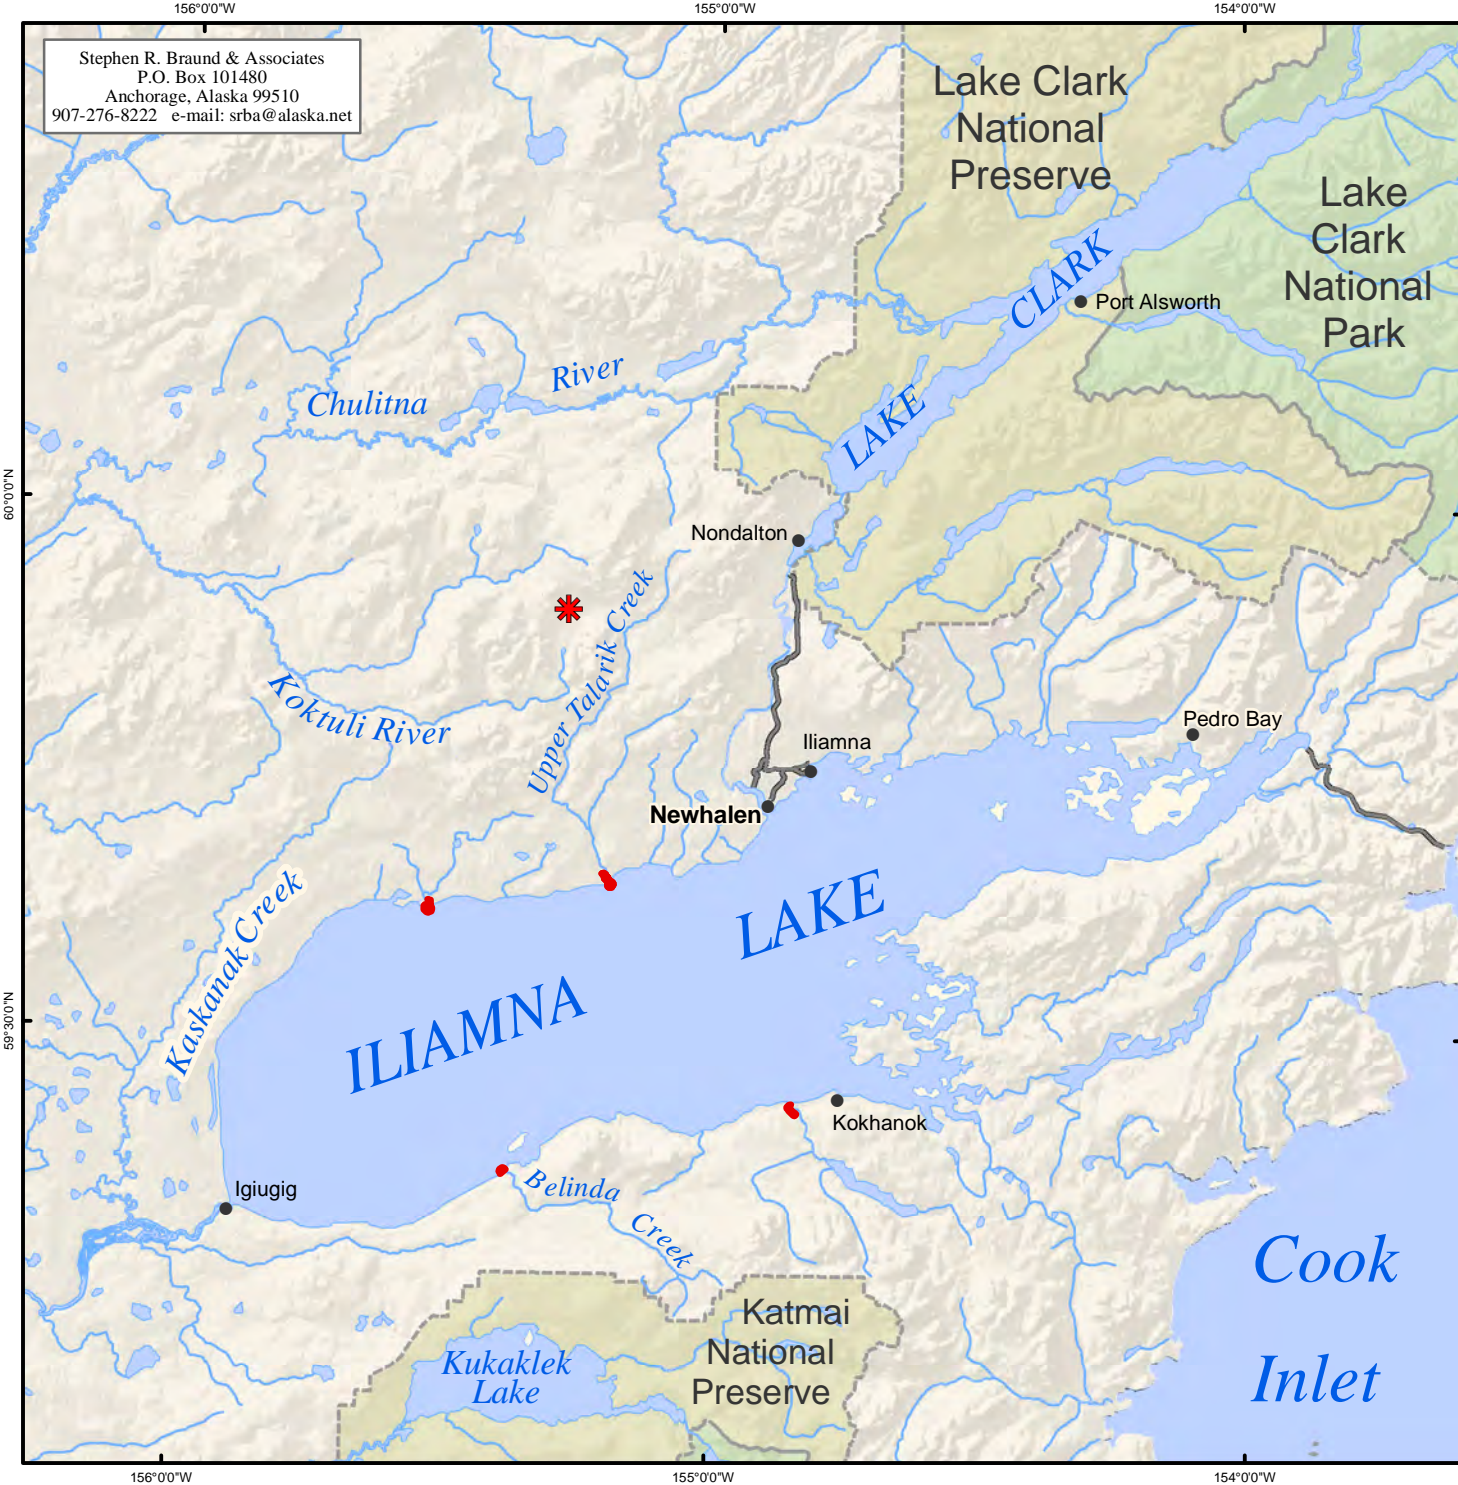 156°0'0"W
155°0'0"W
154°0'0"W
Stephen R. Braund & Associates
P.O. Box 101480
Anchorage, Alaska 99510
907-276-8222 e-mail: srba@alaska.net
Lake Clark
National
Preserve
Lake
Clark
National
Park
LAKE CLARK
Port Alsworth
Chulitna River
60°0'0"N
Nondalton
Upper Talarik Creek
Koktuli River
Pedro Bay
Iliamna
Newhalen
Kaskanak Creek
ILIAMNA LAKE
59°30'0"N
Kokhanok
Igiugig
Belinda Creek
Cook
Inlet
Katmai
National
Preserve
Kukaklek
Lake
156°0'0"W
155°0'0"W
154°0'0"W